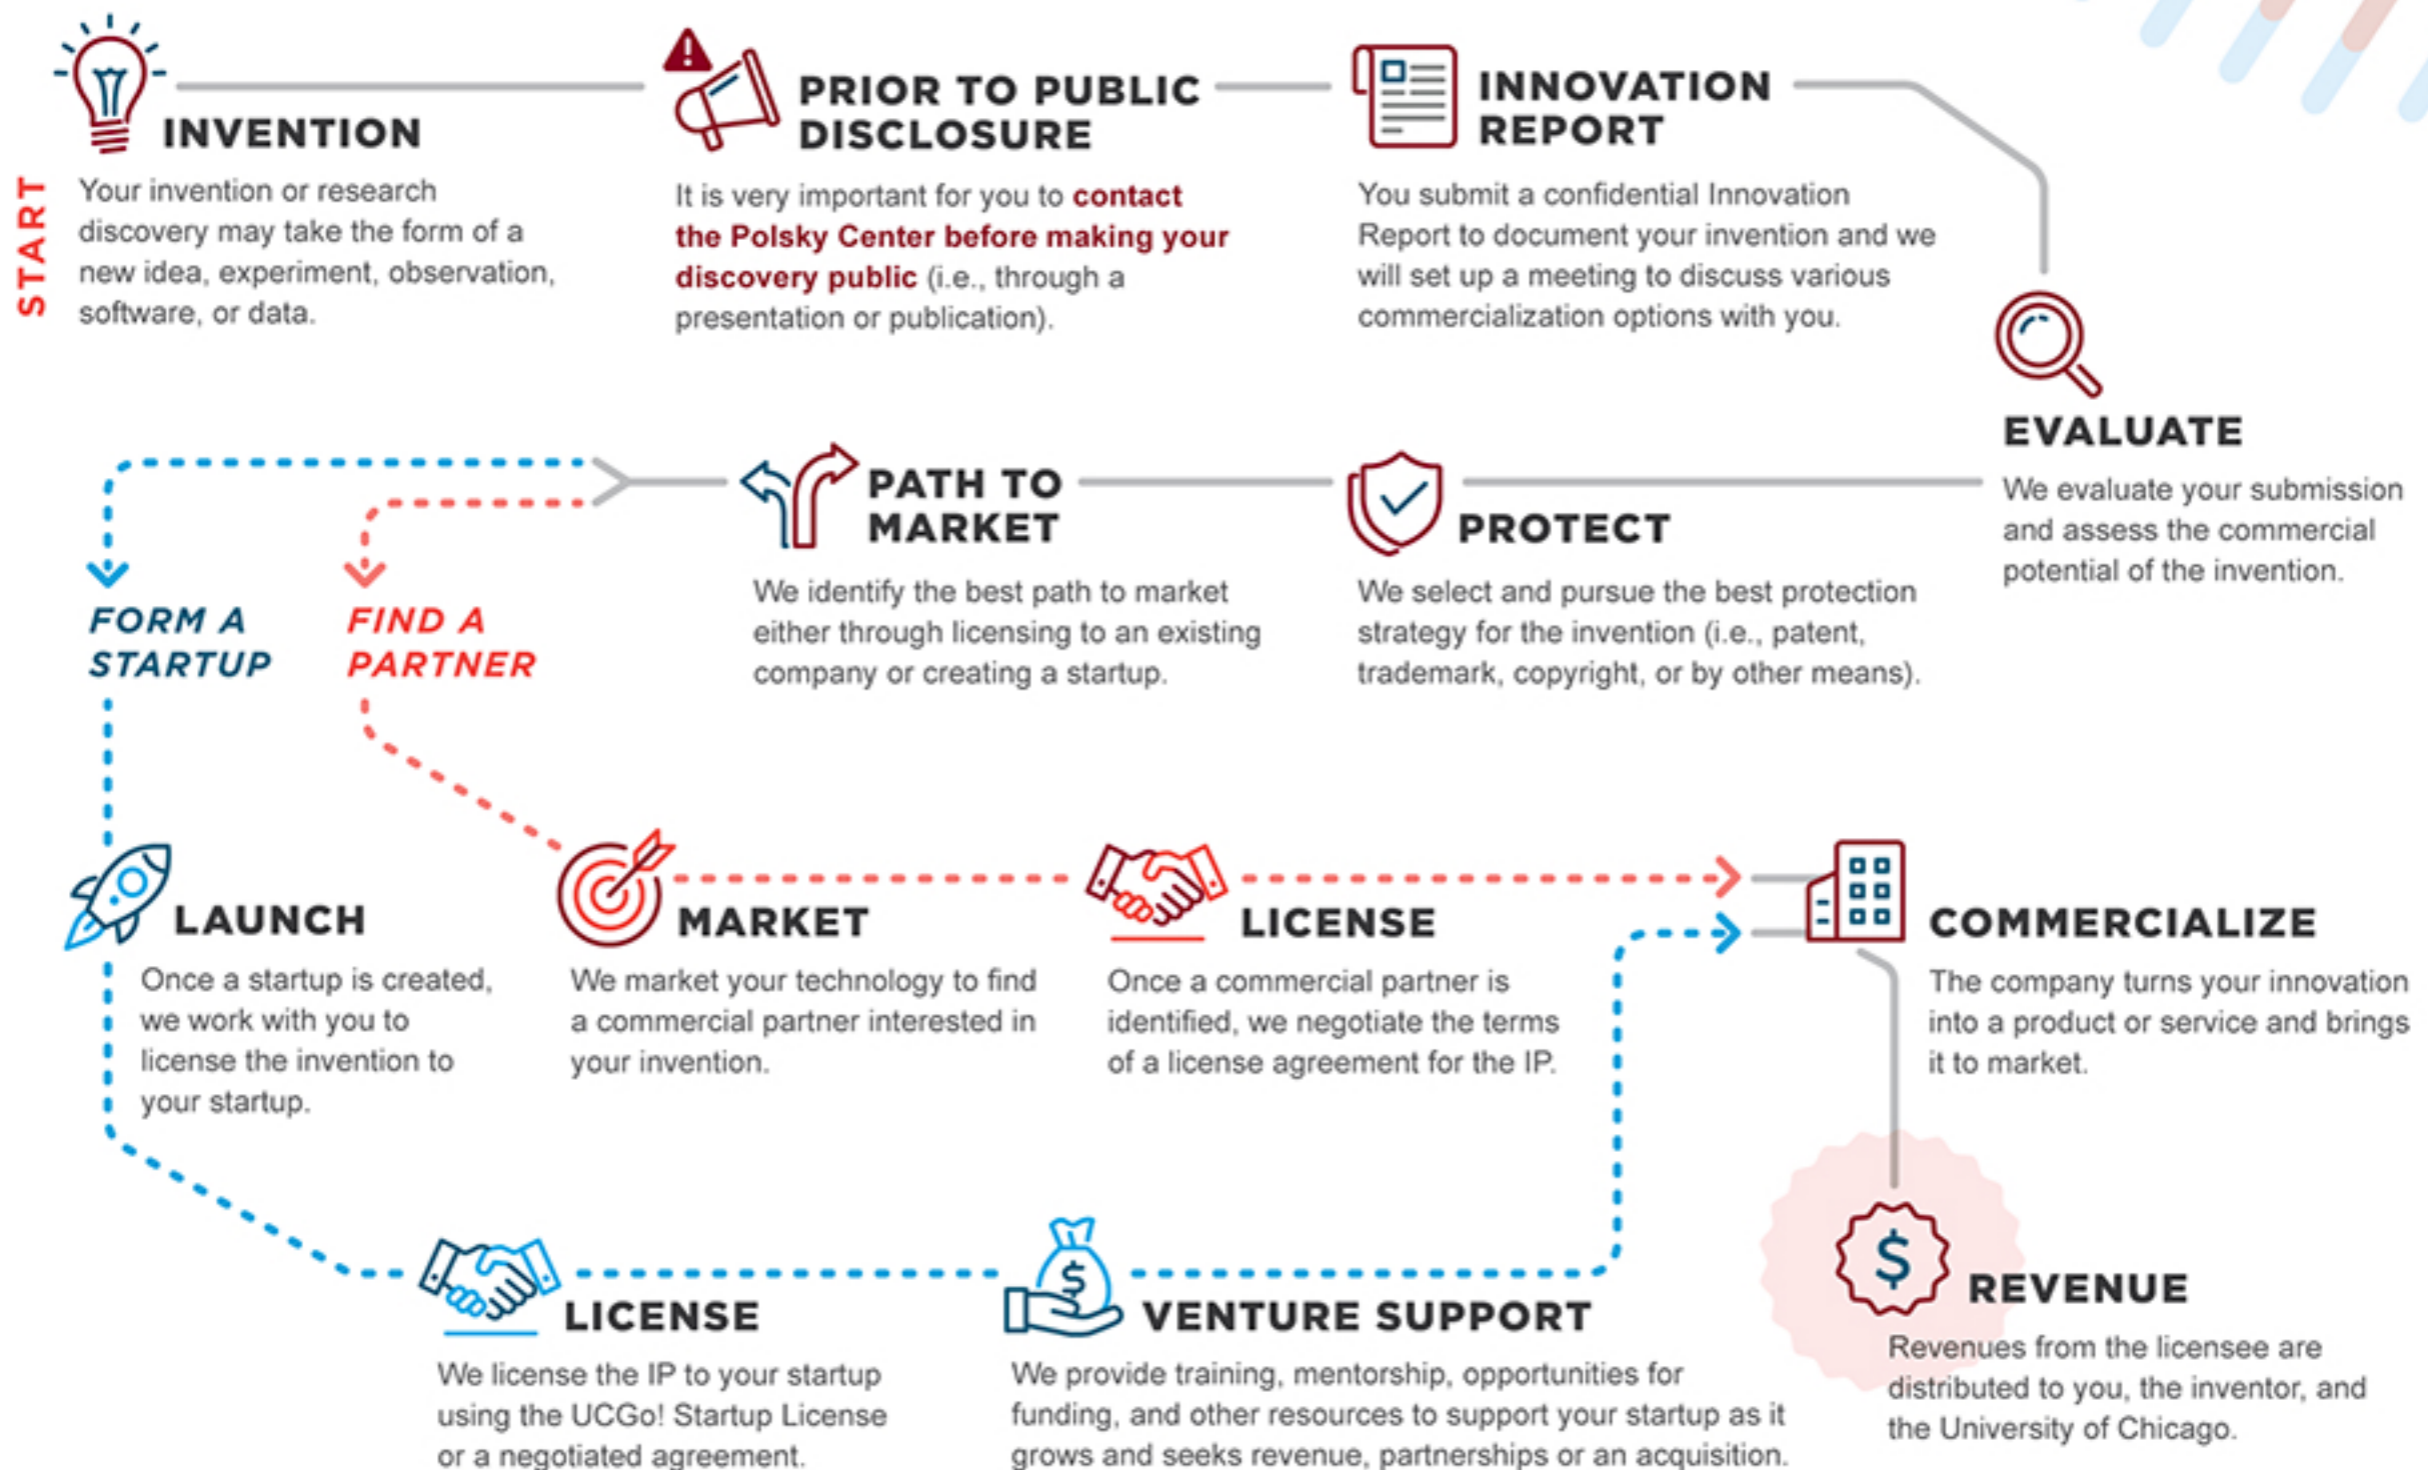 START
INVENTION
Your invention or research
discovery may take the form of a
new idea, experiment, observation,
software, or data.
PRIOR TO PUBLIC
DISCLOSURE
It is very important for you to contact
the Polsky Center before making your
discovery public (i.e., through a
presentation or publication).
INNOVATION
REPORT
You submit a confidential Innovation
Report to document your invention and we
will set up a meeting to discuss various
commercialization options with you.
EVALUATE
We evaluate your submission
and assess the commercial
potential of the invention.
PROTECT
We select and pursue the best protection
strategy for the invention (i.e., patent,
trademark, copyright, or by other means).
PATH TO
MARKET
We identify the best path to market
either through licensing to an existing
company or creating a startup.
FORM A
STARTUP
FIND A
PARTNER
LAUNCH
Once a startup is created,
we work with you to
license the invention to
your startup.
MARKET
We market your technology to find
a commercial partner interested in
your invention.
LICENSE
Once a commercial partner is
identified, we negotiate the terms
of a license agreement for the IP.
COMMERCIALIZE
The company turns your innovation
into a product or service and brings
it to market.
LICENSE
We license the IP to your startup
using the UCGo! Startup License
or a negotiated agreement.
$
VENTURE SUPPORT
We provide training, mentorship, opportunities for
funding, and other resources to support your startup as it
grows and seeks revenue, partnerships or an acquisition.
$
REVENUE
Revenues from the licensee are
distributed to you, the inventor, and
the University of Chicago.